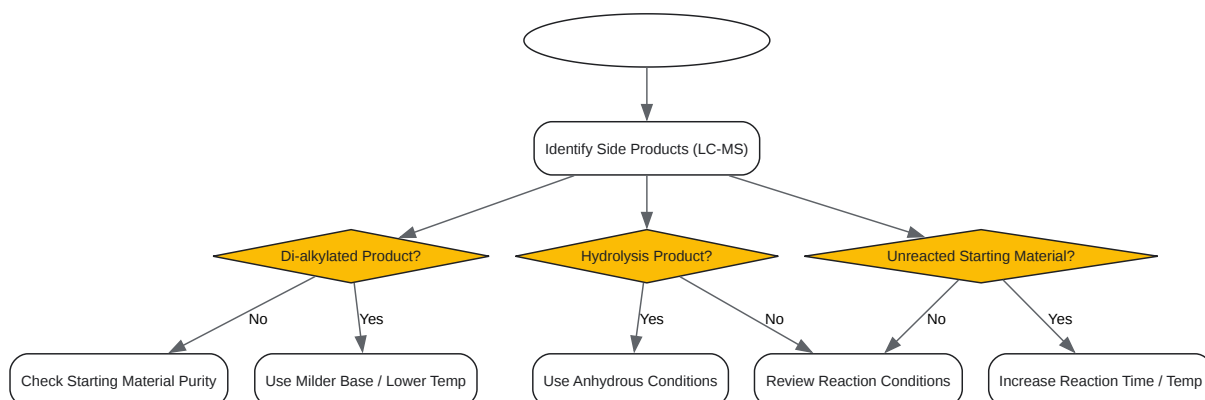 Identify Side Products (LC-MS)
Di-alkylated Product?
Hydrolysis Product?
Unreacted Starting Material?
No
Yes
Yes
No
No
Yes
Check Starting Material Purity
Use Milder Base / Lower Temp
Use Anhydrous Conditions
Review Reaction Conditions
Increase Reaction Time / Temp